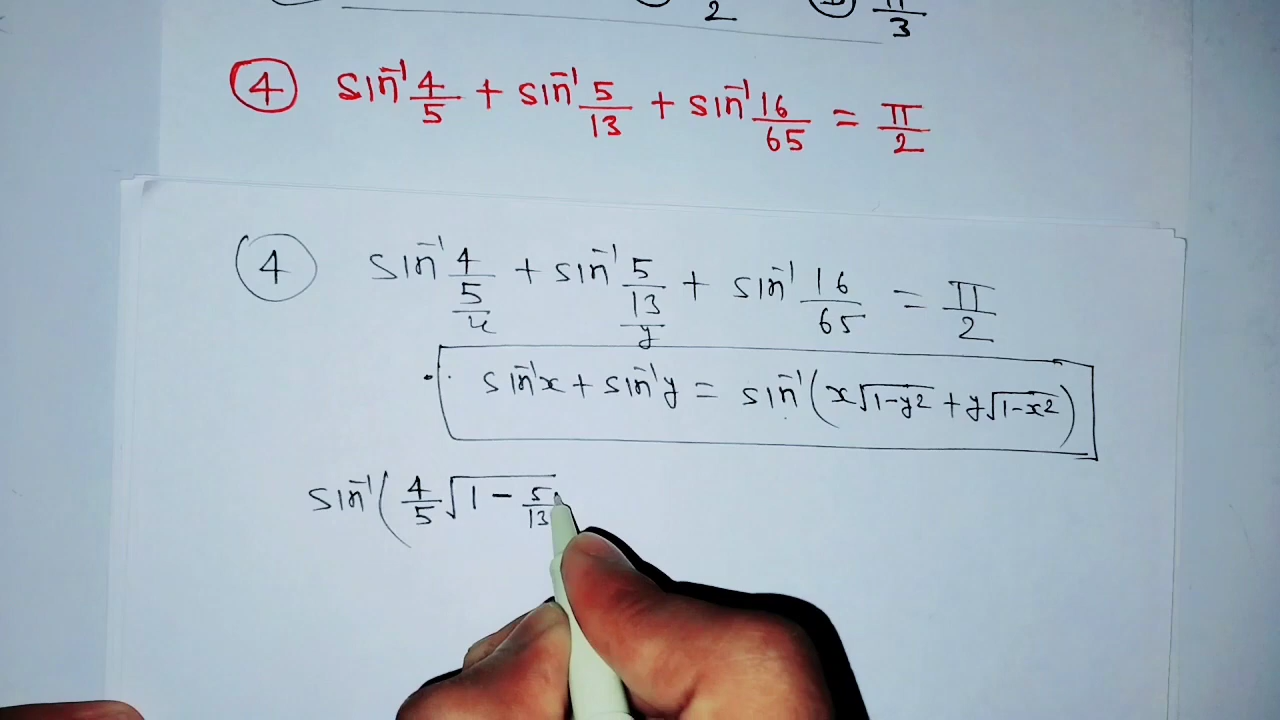 2 π/3
④ sin⁻¹ 4/5 + sin⁻¹ 5/13 + sin⁻¹ 16/65 = π/2
④ sin⁻¹ 4/5 + sin⁻¹ 5/13 + sin⁻¹ 16/65 = π/2
x y
sin⁻¹x + sin⁻¹y = sin⁻¹(x√1-y² + y√1-x²)
sin⁻¹( 4/5 √1 - 5/13